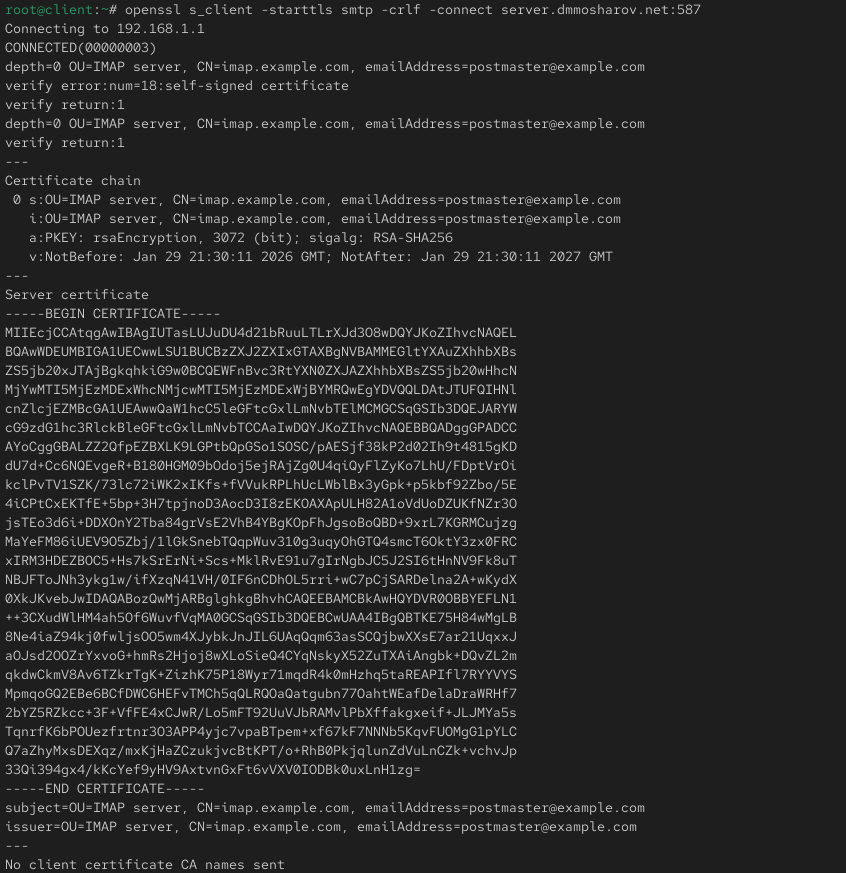 root@client:~# openssl s_client -starttls smtp -crlf -connect server.dmmosharov.net:587
Connecting to 192.168.1.1
CONNECTED(00000003)
depth=0 OU=IMAP server, CN=imap.example.com, emailAddress=postmaster@example.com
verify error:num=18:self-signed certificate
verify return:1
depth=0 OU=IMAP server, CN=imap.example.com, emailAddress=postmaster@example.com
verify return:1
---
Certificate chain
 0 s:OU=IMAP server, CN=imap.example.com, emailAddress=postmaster@example.com
   i:OU=IMAP server, CN=imap.example.com, emailAddress=postmaster@example.com
   a:PKEY: rsaEncryption, 3072 (bit); sigalg: RSA-SHA256
   v:NotBefore: Jan 29 21:30:11 2026 GMT; NotAfter: Jan 29 21:30:11 2027 GMT
---
Server certificate
-----BEGIN CERTIFICATE-----
MIIEcjCCAtqgAwIBAgIUTasLUJuDU4d21bRuuLTLrXJd3O8wDQYJKoZIhvcNAQEL
BQAwWDEUMBIGA1UECwwLSU1BUCBzZXJ2ZXIxGTAXBgNVBAMMEGltYXAuZXhhbXBs
ZS5jb20xJTAjBgkqhkiG9w0BCQEWFnBvc3RtYXN0ZXJAZXhhbXBsZS5jb20wHhcN
MjYwMTI5MjEzMDExWhcNMjcwMTI5MjEzMDExWjBYMRQwEgYDVQQLDAtJTUFQIHNl
cnZlcjEZMBcGA1UEAwwQaW1hcC5leGFtcGxlLmNvbTElMCMGCSqGSIb3DQEJARYW
cG9zdG1hc3RlckBleGFtcGxlLmNvbTCCAaIwDQYJKoZIhvcNAQEBBQADggGPADCC
AYoCggGBALZZ2QfpEZBXLK9LGPtbQpGSo1SOSC/pAESjf38kP2d02Ih9t4815gKD
dU7d+Cc6NQEvgeR+B180HGM09bOdoj5ejRAjZg0U4qiQyFlZyKo7LhU/FDptVrOi
kclPvTV1SZK/73lc72iWK2xIKfs+fVVukRPLhUcLWblBx3yGpk+p5kbf92Zbo/5E
4iCPtCxEKTfE+5bp+3H7tpjnoD3AocD3I8zEKOAXApULH82A1oVdUoDZUKfNZr3O
jsTEo3d6i+DDXOnY2Tba84grVsE2VhB4YBgKOpFhJgsoBoQBD+9xrL7KGRMCujzg
MaYeFM86iUEV9O5Zbj/1lGkSnebTQqpWuv310g3uqyOhGTQ4smcT6OktY3zx0FRC
xIRM3HDEZBOC5+Hs7kSrErNi+Scs+MklRvE91u7gIrNgbJC5J2SI6tHnNV9Fk8uT
NBJFToJNh3ykg1w/ifXzqN41VH/0IF6nCDhOL5rri+wC7pCjSARDelna2A+wKydX
0XkJKvebJwIDAQABozQwMjARBglghkgBhvhCAQEEBAMCBkAwHQYDVR0OBBYEFLN1
++3CXudWlHM4ah5Of6WuvfVqMA0GCSqGSIb3DQEBCwUAA4IBgQBTKE75H84wMgLB
8Ne4iaZ94kj0fwljsOO5wm4XJybkJnJIL6UAqQqm63asSCQjbwXXsE7ar21UqxxJ
aOJsd2OOZrYxvoG+hmRs2Hjoj8wXLoSieQ4CYqNskyX52ZuTXAiAngbk+DQvZL2m
qkdwCkmV8Av6TZkrTgK+ZizhK75P18Wyr71mqdR4k0mHzhq5taREAPIfl7RYYVYS
MpmqoGQ2EBe6BCfDWC6HEFvTMCh5qQLRQOaQatgubn77OahtWEafDelaDraWRHf7
2bYZ5RZkcc+3F+VfFE4xCJwR/Lo5mFT92UuVJbRAMvlPbXffakgxeif+JLJMYa5s
TqnrfK6bPOUezfrtnr3O3APP4yjc7vpaBTpem+xf67kF7NNNb5KqvFUOMgG1pYLC
Q7aZhyMxsDEXqz/mxKjHaZCzukjvcBtKPT/o+RhB0PkjqlunZdVuLnCZk+vchvJp
33Qi394gx4/kKcYef9yHV9AxtvnGxFt6vVXV0IODBk0uxLnH1zg=
-----END CERTIFICATE-----
subject=OU=IMAP server, CN=imap.example.com, emailAddress=postmaster@example.com
issuer=OU=IMAP server, CN=imap.example.com, emailAddress=postmaster@example.com
---
No client certificate CA names sent